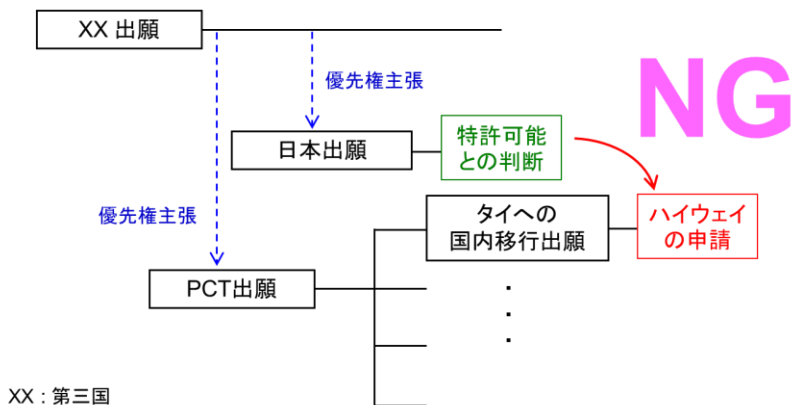 XX 出願
優先権主張
NG
日本出願
特許可能
との判断
優先権主張
タイへの
国内移行出願
ハイウェイ
の申請
PCT出願
XX : 第三国